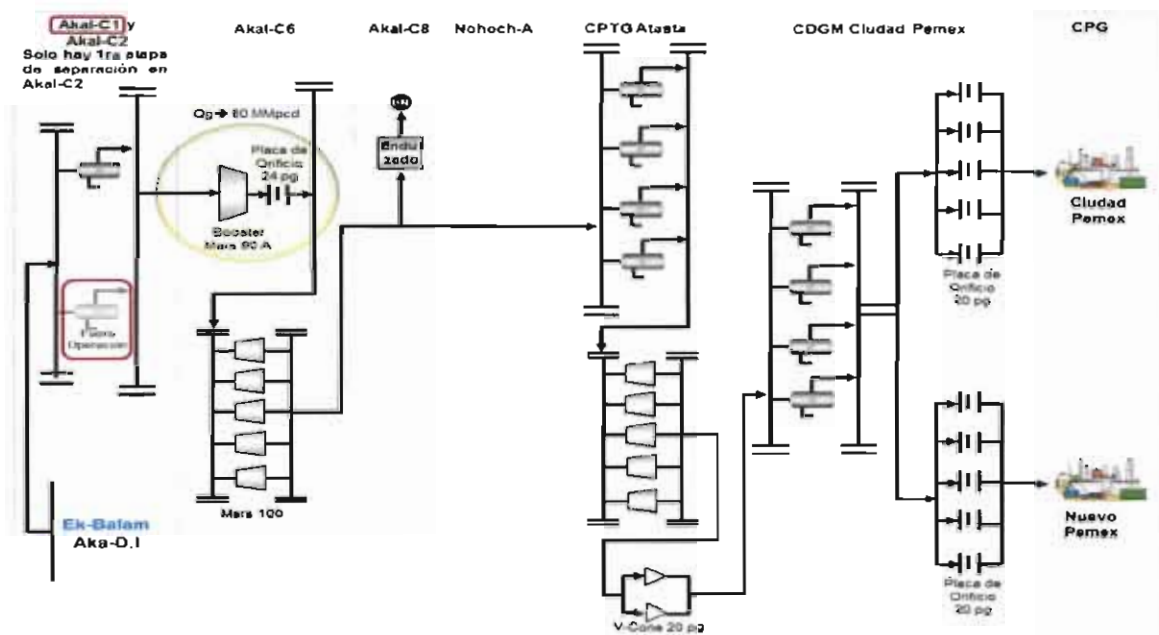 Akal-C1 y
Akal-C2
Solo hay 1ra etapa
de separación en
Akal-C2
Akal-C6
Akal-C8
Nohoch-A
CPTG Atasta
CDGM Ciudad Pemex
CPG
Qg → 80 MMpcd
Placa de
Orificio
24 pg
Booster
Mars 90 A
Endul
zado
BN
Fuera
Operación
Mars 100
Ek-Balam
Aka-D,I
V-Cone 20 pg
Placa de
Orificio
20 pg
Ciudad
Pemex
Placa de
Orificio
20 pg
Nuevo
Pemex